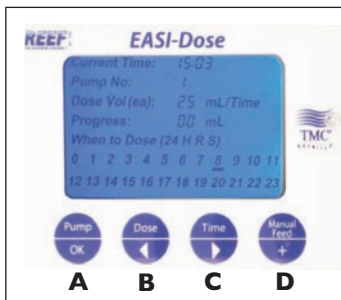 REEF EASI-Dose
Current Time: 15:03
Pump No: 1
Dose Vol(ea): 25 mL/Time
Progress: 00 mL
When to Dose (24 H R S)
0 1 2 3 4 5 6 7 8 9 10 11
12 13 14 15 16 17 18 19 20 21 22 23
TMC
Pump Dose Time Manual Feed
OK +
A B C D